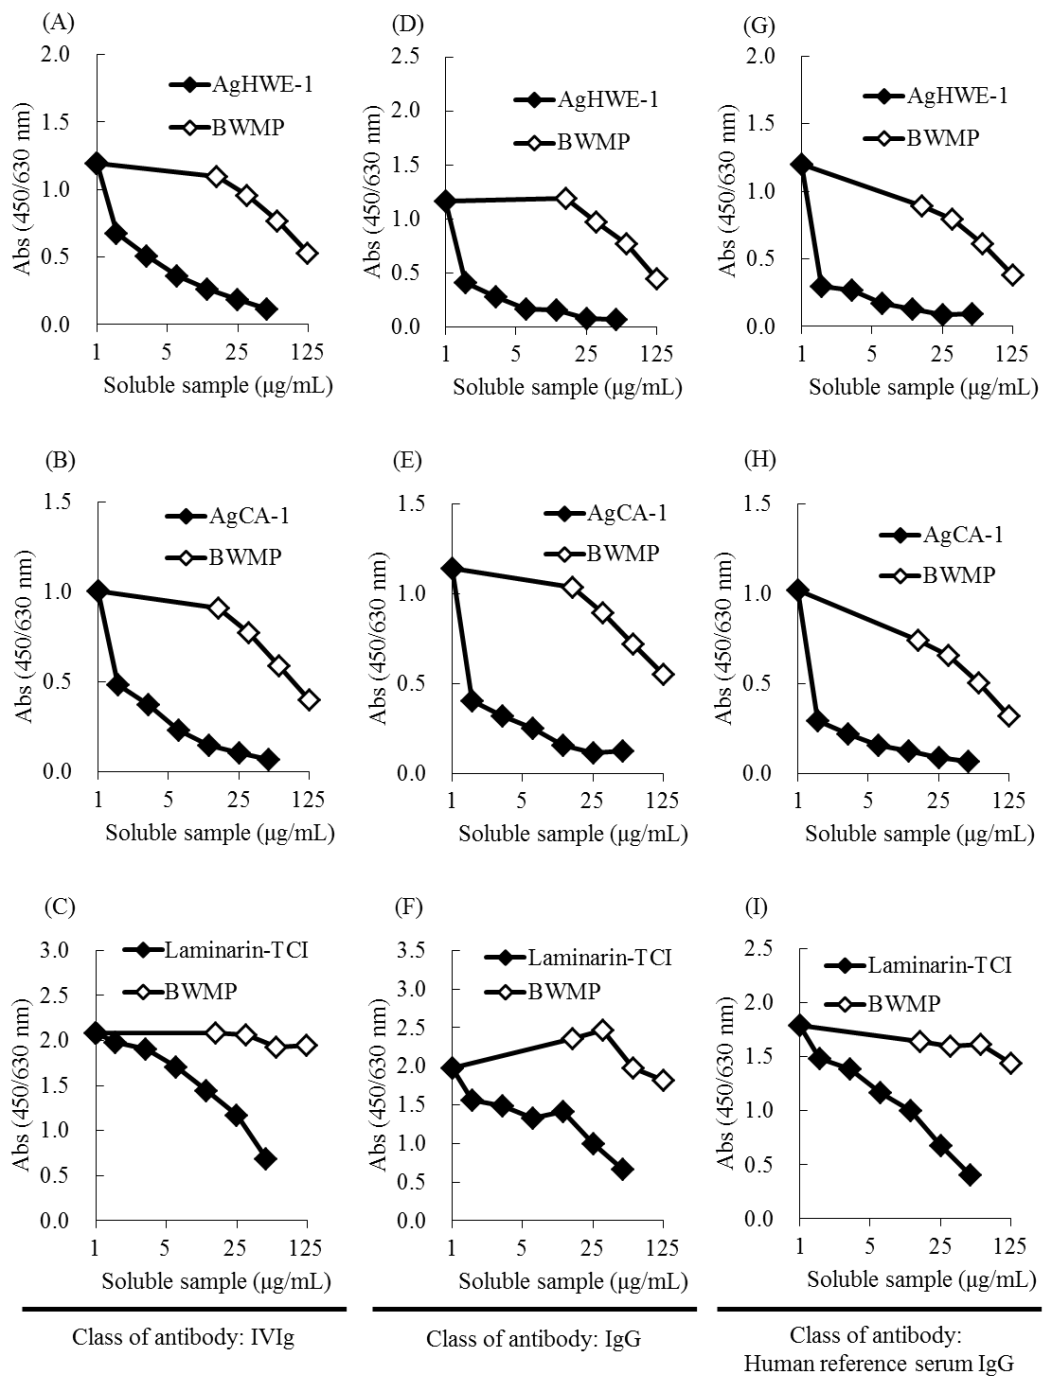 (A)
2.0
1.5
1.0
0.5
0.0
Abs (450/630 nm)
AgHWE-1
BWMP
1 5 25 125
Soluble sample (μg/mL)
(D)
2.5
2.0
1.5
1.0
0.5
0.0
Abs (450/630 nm)
AgHWE-1
BWMP
1 5 25 125
Soluble sample (μg/mL)
(G)
2.0
1.5
1.0
0.5
0.0
Abs (450/630 nm)
AgHWE-1
BWMP
1 5 25 125
Soluble sample (μg/mL)
(B)
1.5
1.0
0.5
0.0
Abs (450/630 nm)
AgCA-1
BWMP
1 5 25 125
Soluble sample (μg/mL)
(E)
1.5
1.0
0.5
0.0
Abs (450/630 nm)
AgCA-1
BWMP
1 5 25 125
Soluble sample (μg/mL)
(H)
1.5
1.0
0.5
0.0
Abs (450/630 nm)
AgCA-1
BWMP
1 5 25 125
Soluble sample (μg/mL)
(C)
3.0
2.5
2.0
1.5
1.0
0.5
0.0
Abs (450/630 nm)
Laminarin-TCI
BWMP
1 5 25 125
Soluble sample (μg/mL)
(F)
3.5
3.0
2.5
2.0
1.5
1.0
0.5
0.0
Abs (450/630 nm)
Laminarin-TCI
BWMP
1 5 25 125
Soluble sample (μg/mL)
(I)
2.5
2.0
1.5
1.0
0.5
0.0
Abs (450/630 nm)
Laminarin-TCI
BWMP
1 5 25 125
Soluble sample (μg/mL)
Class of antibody: IVIg
Class of antibody: IgG
Class of antibody:
Human reference serum IgG